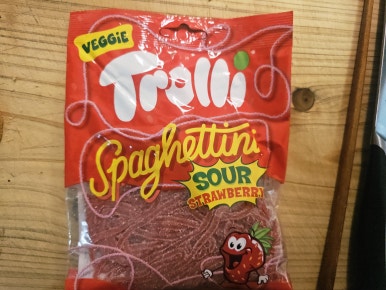 VEGGiE
Trolli
Spaghettini
SOUR
STRAWBERRY